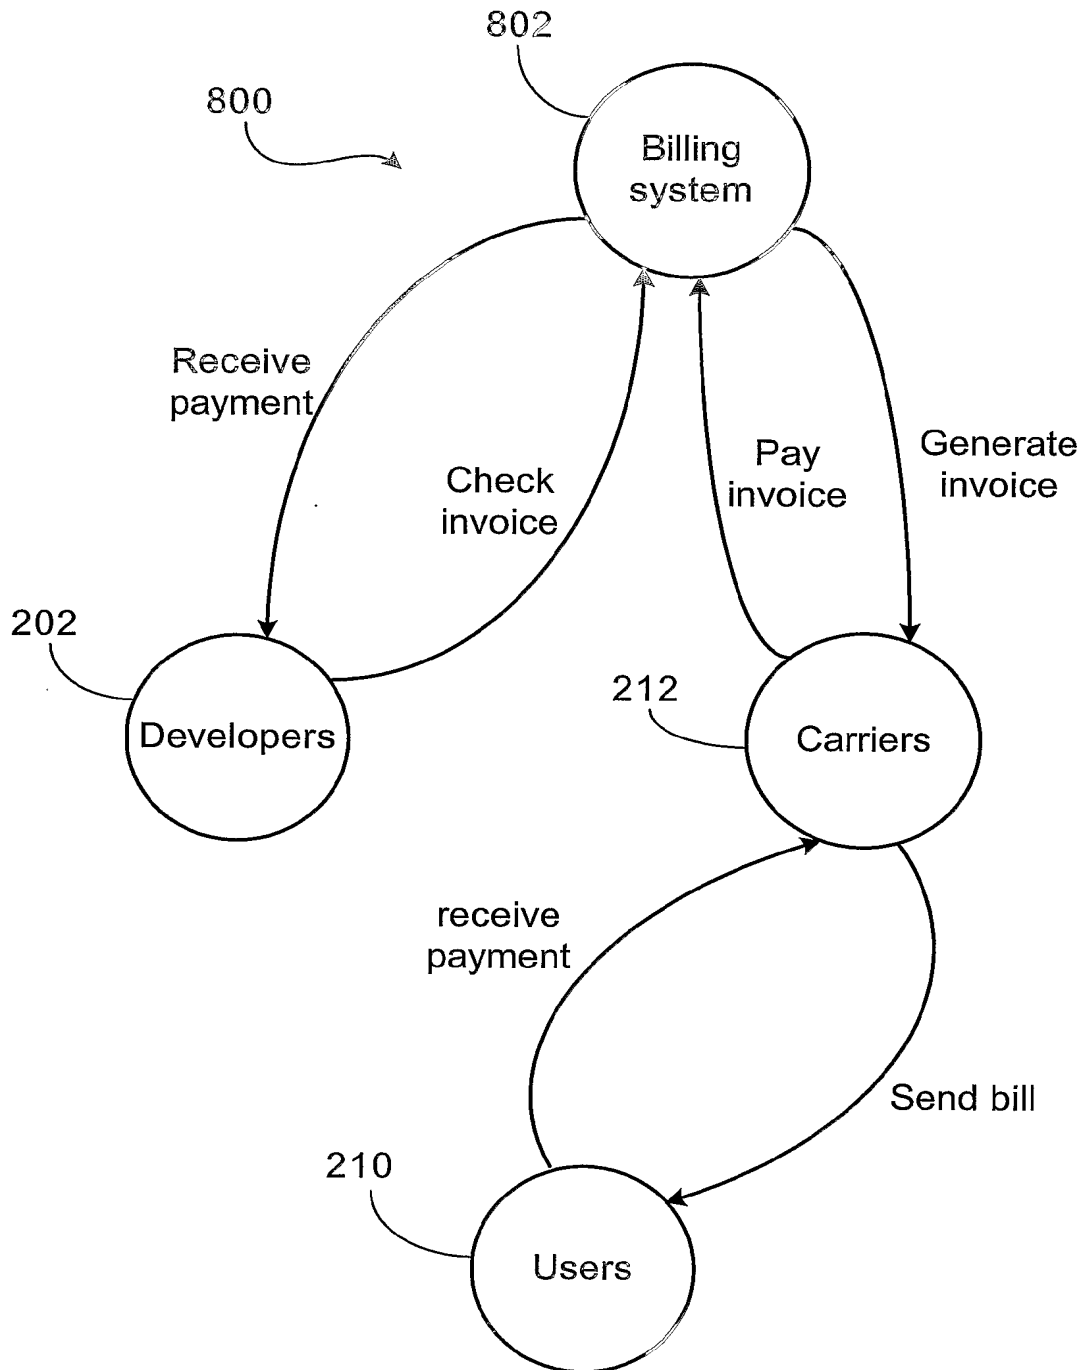 802
800
Billing
system
Receive
payment
Check
invoice
Pay
invoice
Generate
invoice
202
Developers
212
Carriers
receive
payment
Send bill
210
Users